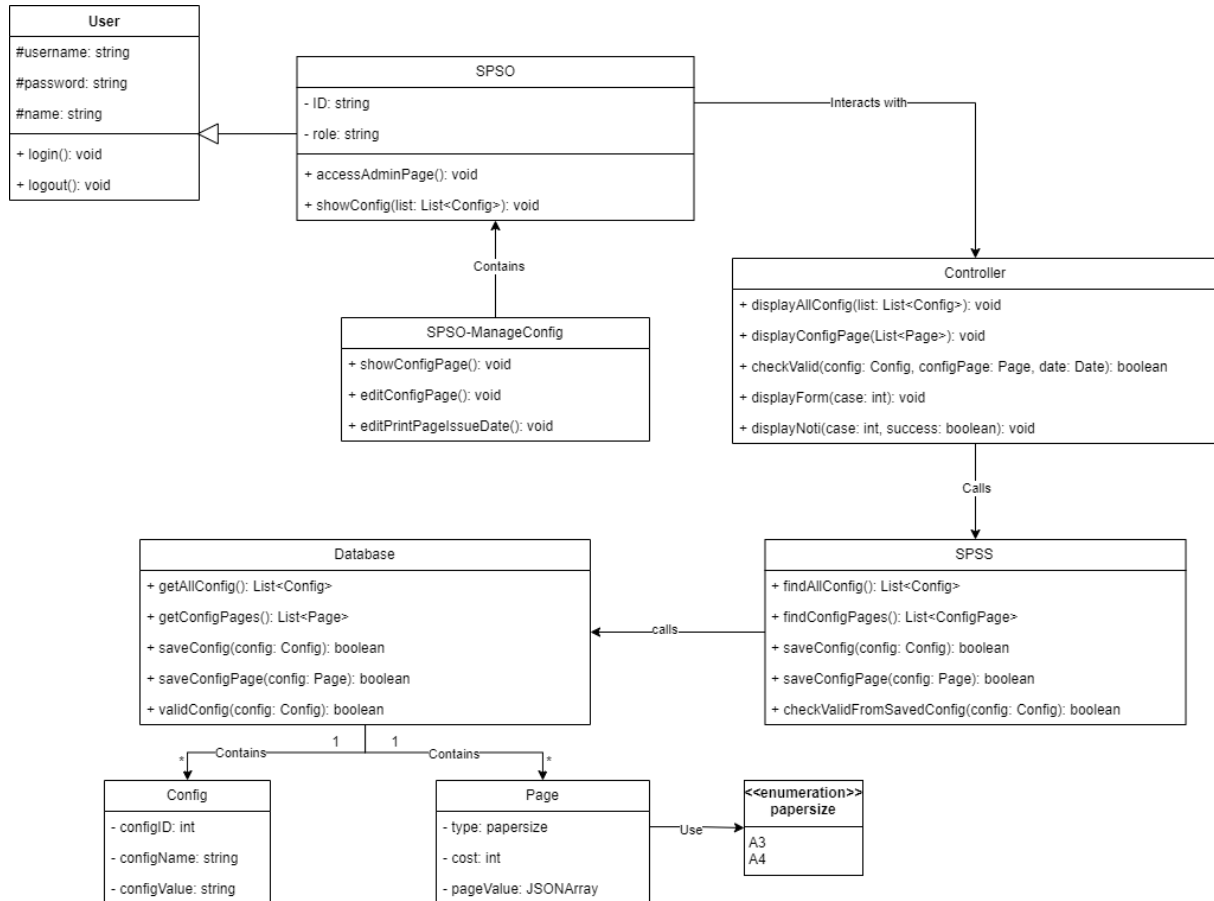 User
#username: string
#password: string
#name: string
+ login(): void
+ logout(): void
SPSO
- ID: string
- role: string
+ accessAdminPage(): void
+ showConfig(list: List<Config>): void
Interacts with
Contains
SPSO-ManageConfig
+ showConfigPage(): void
+ editConfigPage(): void
+ editPrintPageIssueDate(): void
Controller
+ displayAllConfig(list: List<Config>): void
+ displayConfigPage(List<Page>): void
+ checkValid(config: Config, configPage: Page, date: Date): boolean
+ displayForm(case: int): void
+ displayNoti(case: int, success: boolean): void
Calls
SPSS
+ findAllConfig(): List<Config>
+ findConfigPages(): List<ConfigPage>
+ saveConfig(config: Config): boolean
+ saveConfigPage(config: Page): boolean
+ checkValidFromSavedConfig(config: Config): boolean
calls
Database
+ getAllConfig(): List<Config>
+ getConfigPages(): List<Page>
+ saveConfig(config: Config): boolean
+ saveConfigPage(config: Page): boolean
+ validConfig(config: Config): boolean
1
1
* Contains
Contains *
Config
- configID: int
- configName: string
- configValue: string
Page
- type: papersize
- cost: int
- pageValue: JSONArray
Use
<<enumeration>>
papersize
A3
A4